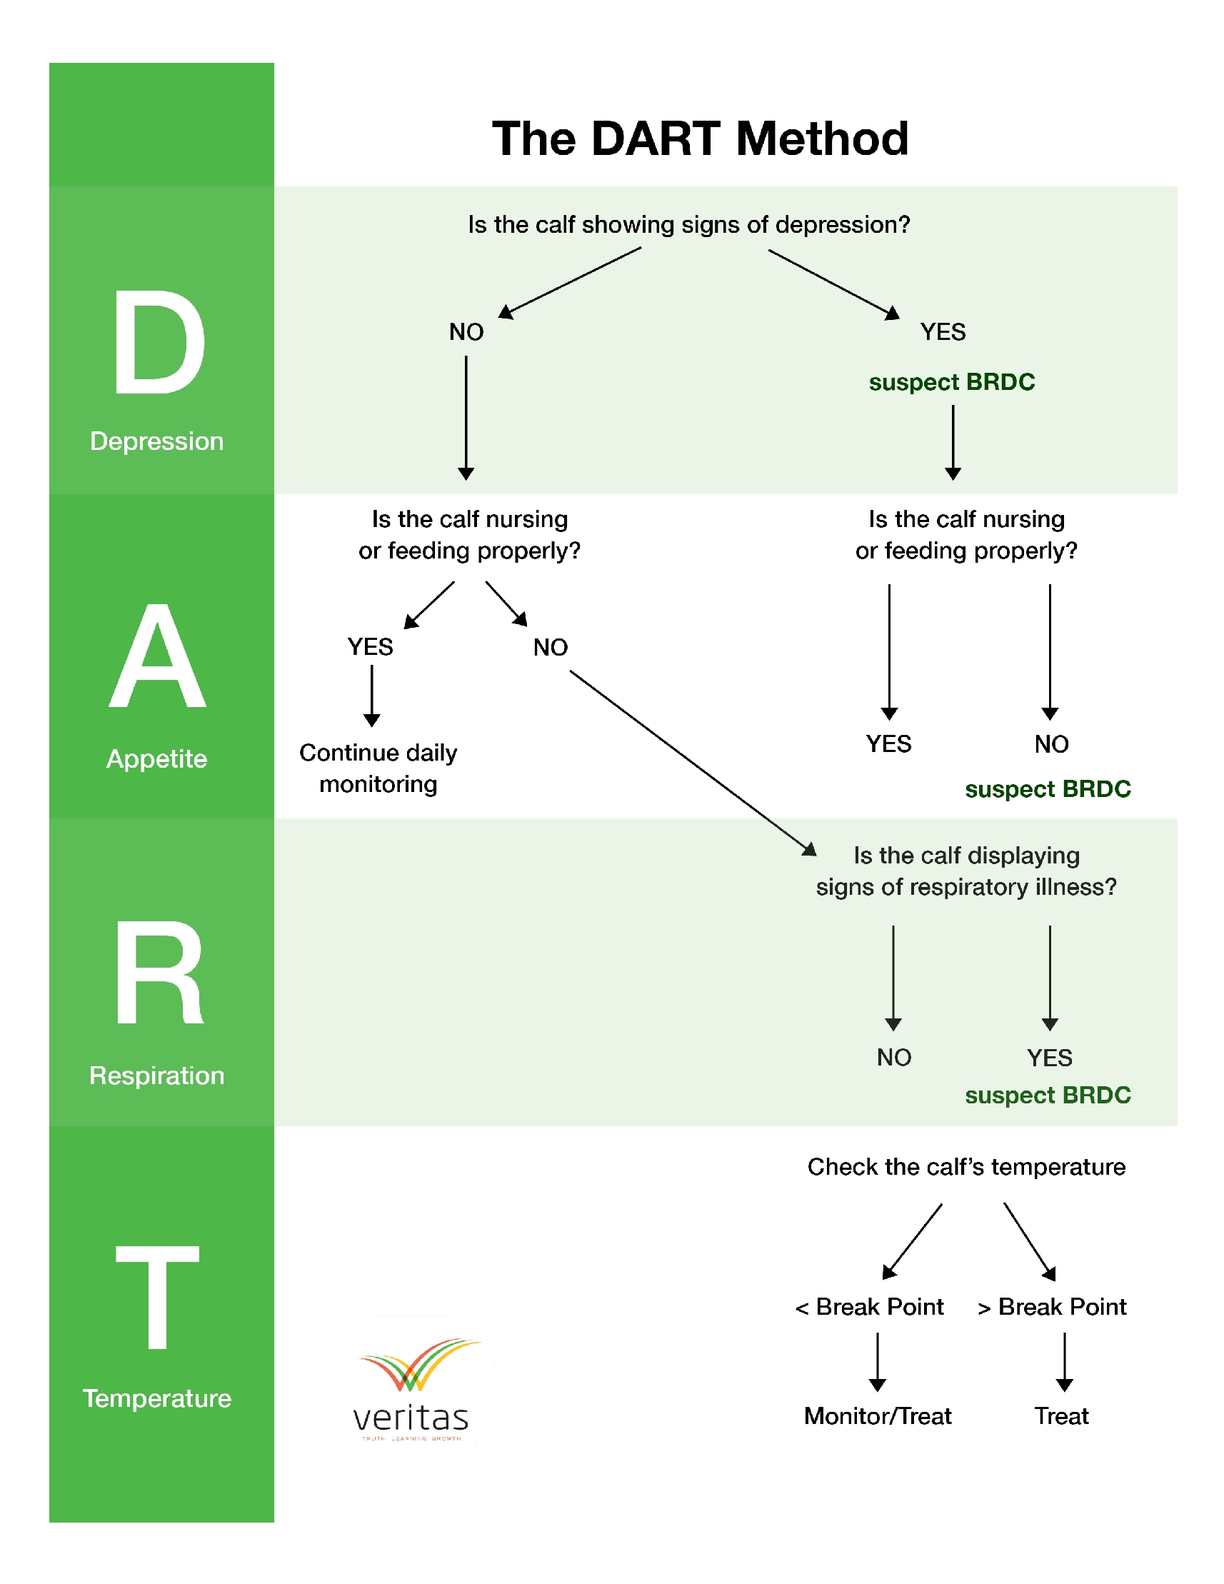 The DART Method
Is the calf showing signs of depression?
NO
YES
suspect BRDC
D
Depression
Is the calf nursing
or feeding properly?
Is the calf nursing
or feeding properly?
YES
NO
YES
NO
Continue daily
monitoring
suspect BRDC
A
Appetite
Is the calf displaying
signs of respiratory illness?
NO
YES
suspect BRDC
R
Respiration
Check the calf's temperature
< Break Point
> Break Point
Monitor/Treat
Treat
T
Temperature
veritas
TRUTH LEARNING GROWTH